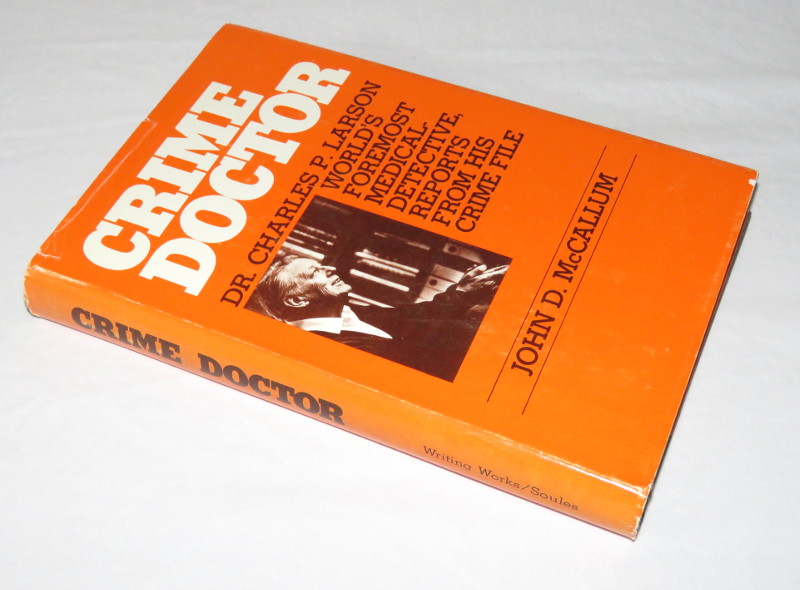 CRIME
DOCTOR
DR. CHARLES P. LARSON
WORLD'S
FOREMOST
MEDICAL-
DETECTIVE,
REPORTS
FROM HIS
CRIME FILE
JOHN D. McCALLUM
CRIME DOCTOR
Writing Works/Soules